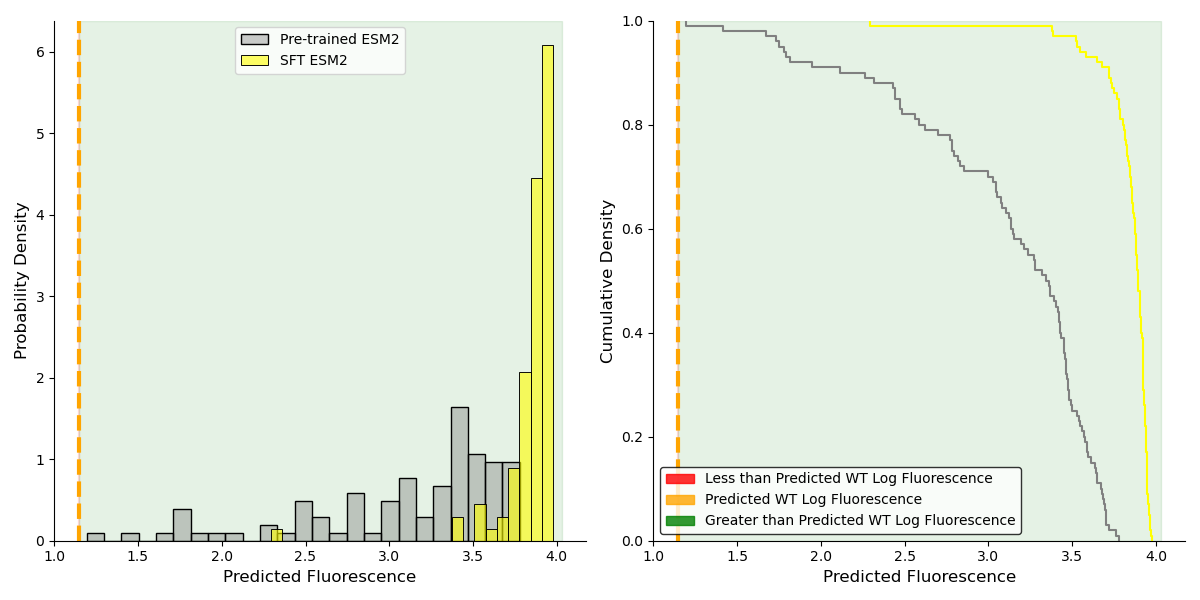 Pre-trained ESM2
SFT ESM2
Probability Density
6
5
4
3
2
1
0
1.0 1.5 2.0 2.5 3.0 3.5 4.0
Predicted Fluorescence
Cumulative Density
1.0
0.8
0.6
0.4
0.2
0.0
Less than Predicted WT Log Fluorescence
Predicted WT Log Fluorescence
Greater than Predicted WT Log Fluorescence
1.0 1.5 2.0 2.5 3.0 3.5 4.0
Predicted Fluorescence